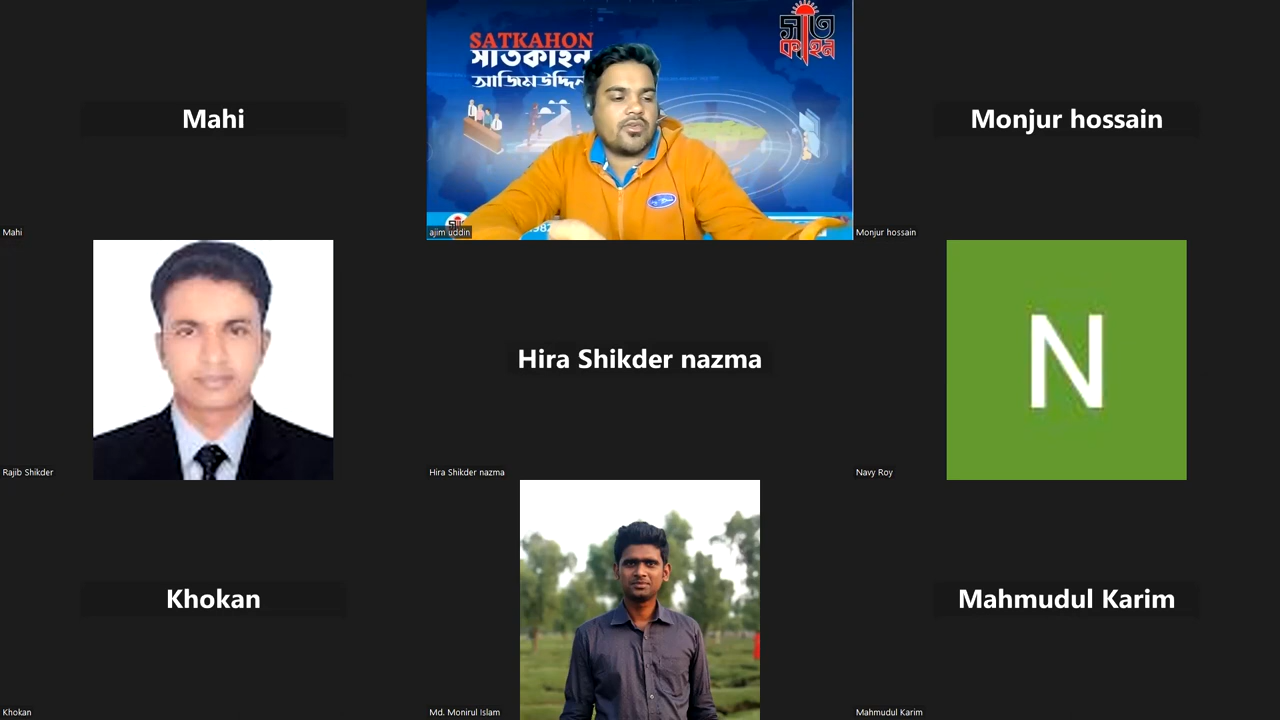 Mahi
SATKAHON
সাতকাহন
আজিম উদ্দিন
সাত
কাহন
Monjur hossain
Mahi
ajim uddin
Monjur hossain
Hira Shikder nazma
N
Rajib Shikder
Hira Shikder nazma
Navy Roy
Khokan
Mahmudul Karim
Khokan
Md. Monirul Islam
Mahmudul Karim